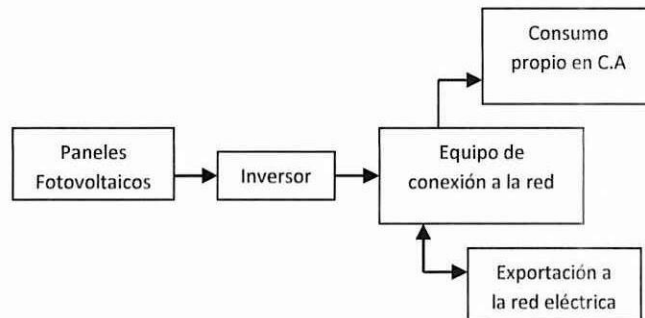 Consumo
propio en C.A
Paneles
Fotovoltaicos
Inversor
Equipo de
conexión a la red
Exportación a
la red eléctrica